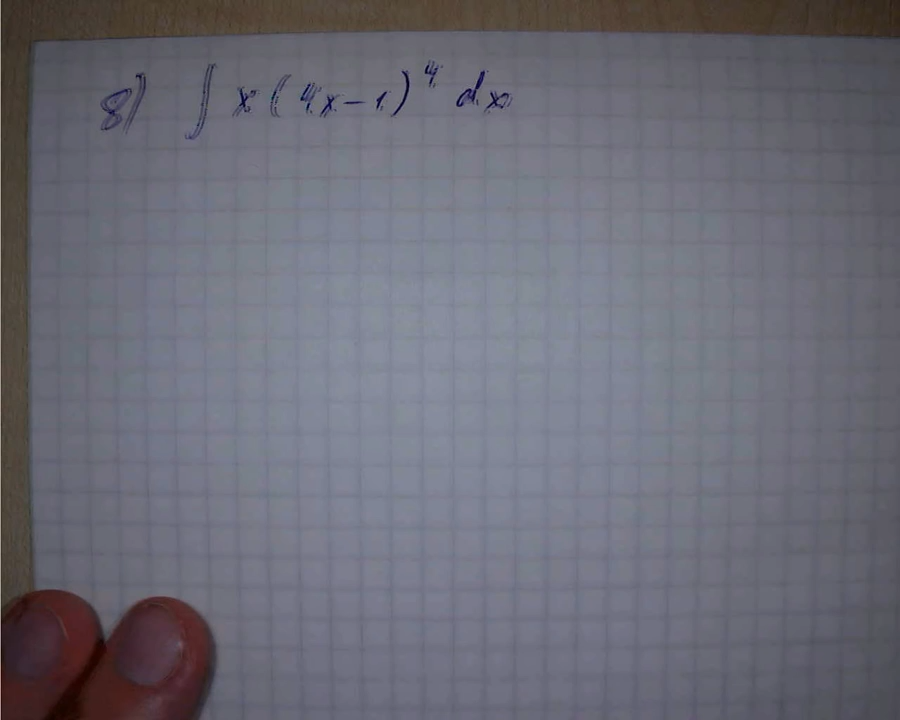 8) ∫ x (4x-1)⁴ dx